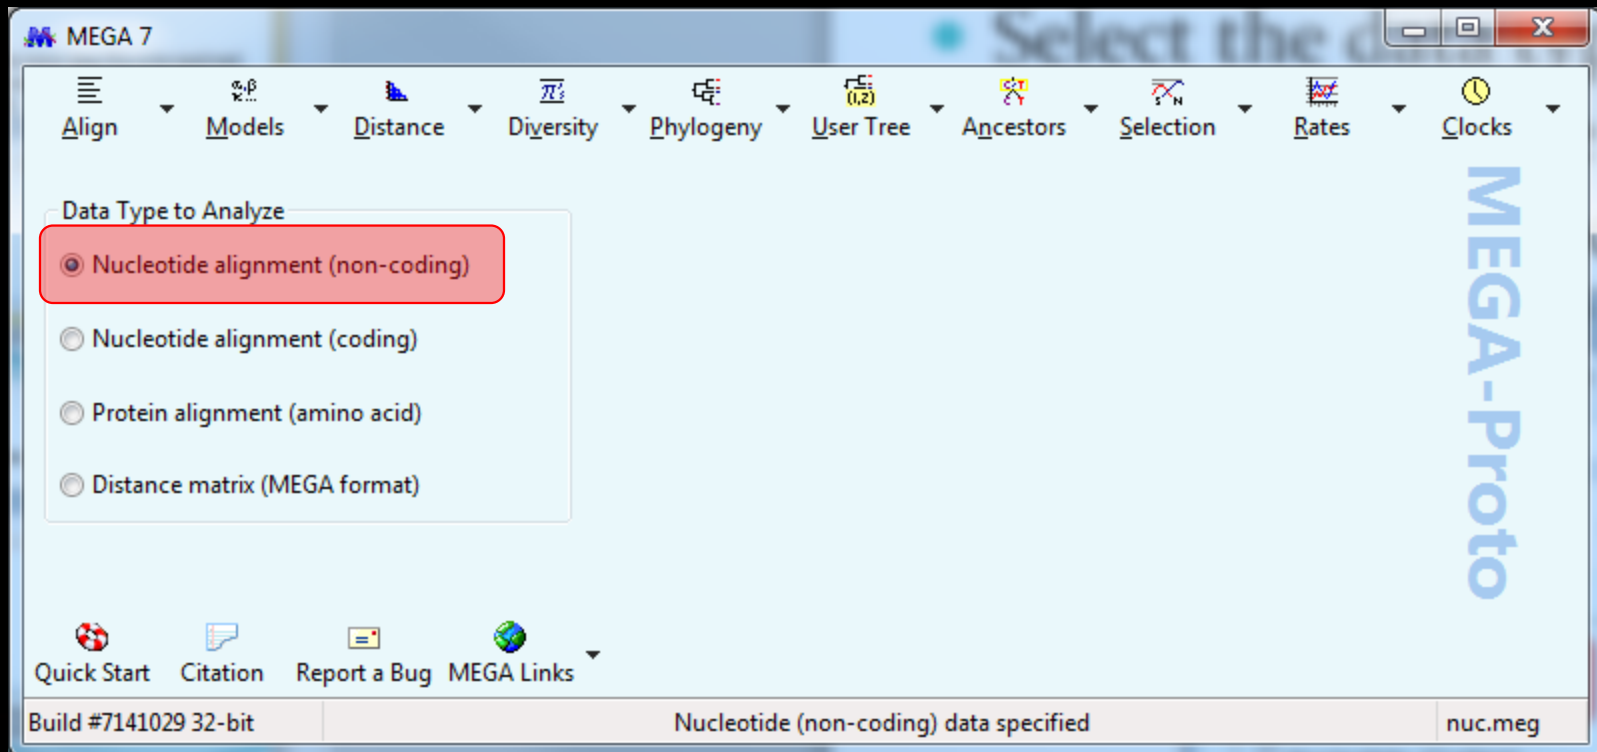 Select the
MEGA 7
Align Models Distance Diversity Phylogeny User Tree Ancestors Selection Rates Clocks
Data Type to Analyze
Nucleotide alignment (non-coding)
Nucleotide alignment (coding)
Protein alignment (amino acid)
Distance matrix (MEGA format)
MEGA-Proto
Quick Start Citation Report a Bug MEGA Links
Build #7141029 32-bit Nucleotide (non-coding) data specified nuc.meg